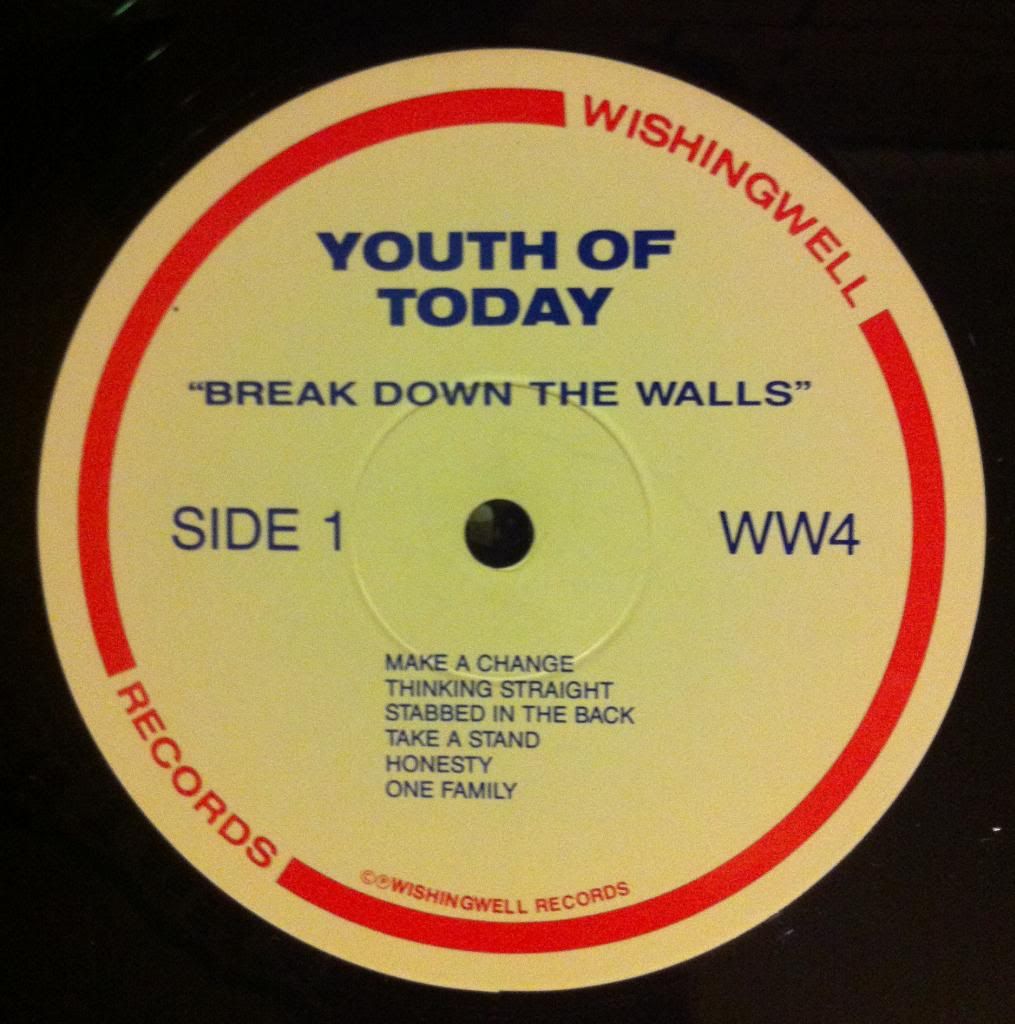 WISHINGWELL
YOUTH OF
TODAY
“BREAK DOWN THE WALLS”
SIDE 1
WW4
MAKE A CHANGE
THINKING STRAIGHT
STABBED IN THE BACK
TAKE A STAND
HONESTY
ONE FAMILY
RECORDS
©℗WISHINGWELL RECORDS